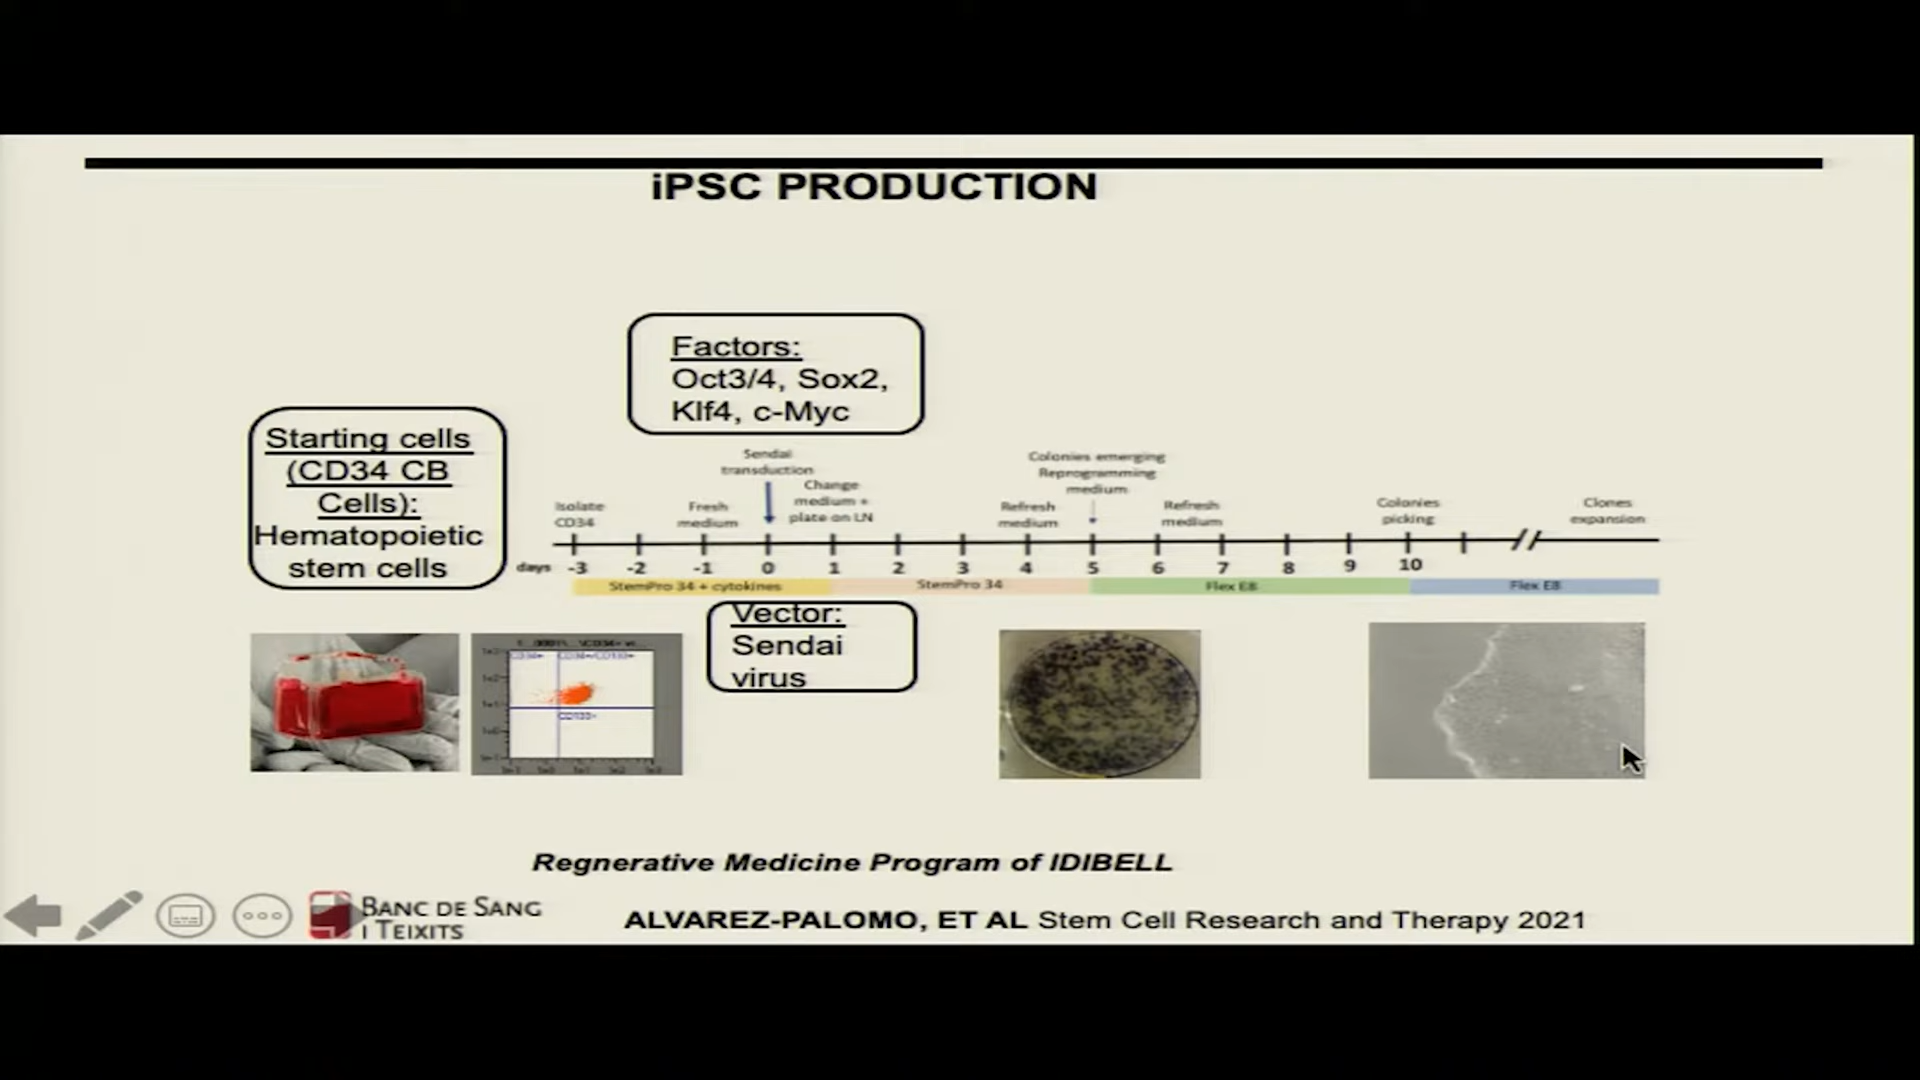 iPSC PRODUCTION
Factors:
Oct3/4, Sox2,
Klf4, c-Myc
Starting cells
(CD34 CB
Cells):
Hematopoietic
stem cells
Isolate
CD34
Fresh
medium
Sendai
transduction
Change
medium +
plate on LN
Refresh
medium
Colonies emerging
Reprogramming
medium
Refresh
medium
Colonies
picking
Clones
expansion
days -3 -2 -1 0 1 2 3 4 5 6 7 8 9 10
StemPro 34 + cytokines StemPro 34 Flex E8 Flex E8
Vector:
Sendai
virus
Regnerative Medicine Program of IDIBELL
BANC DE SANG
I TEIXITS
ALVAREZ-PALOMO, ET AL Stem Cell Research and Therapy 2021